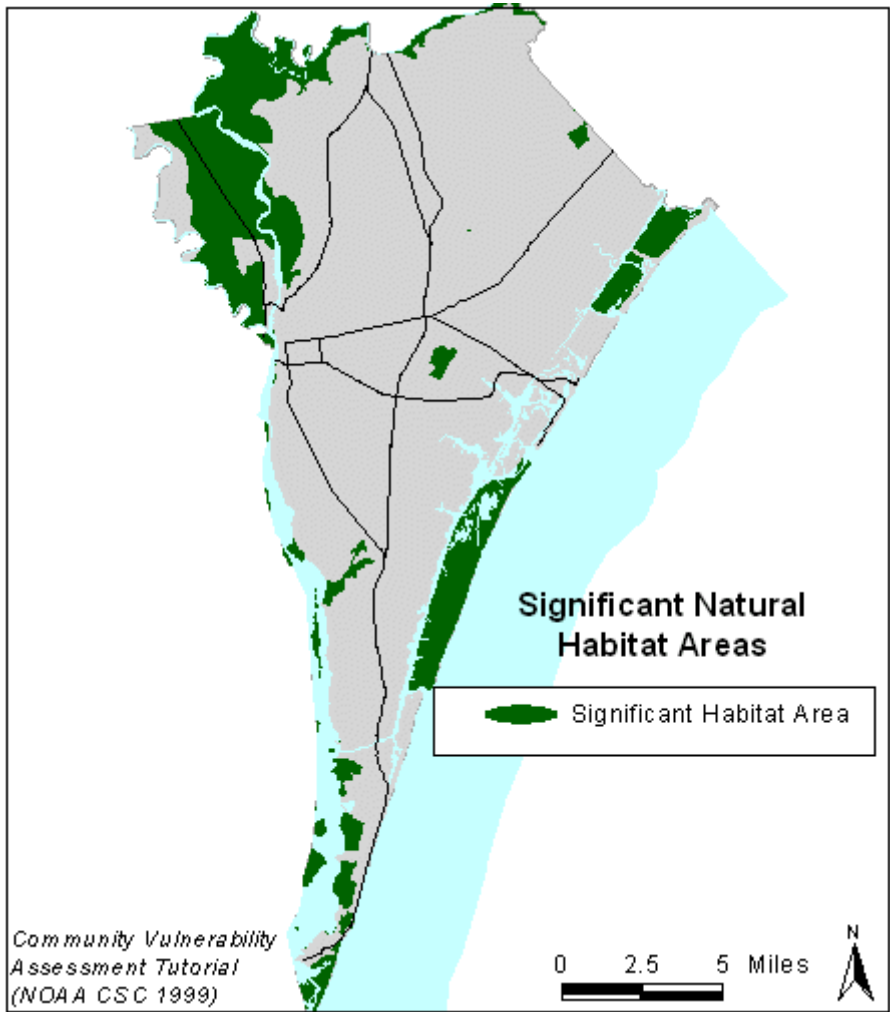 Significant Natural
Habitat Areas
Significant Habitat Area
Community Vulnerability
Assessment Tutorial
(NOAA CSC 1999)
0 2.5 5 Miles
N